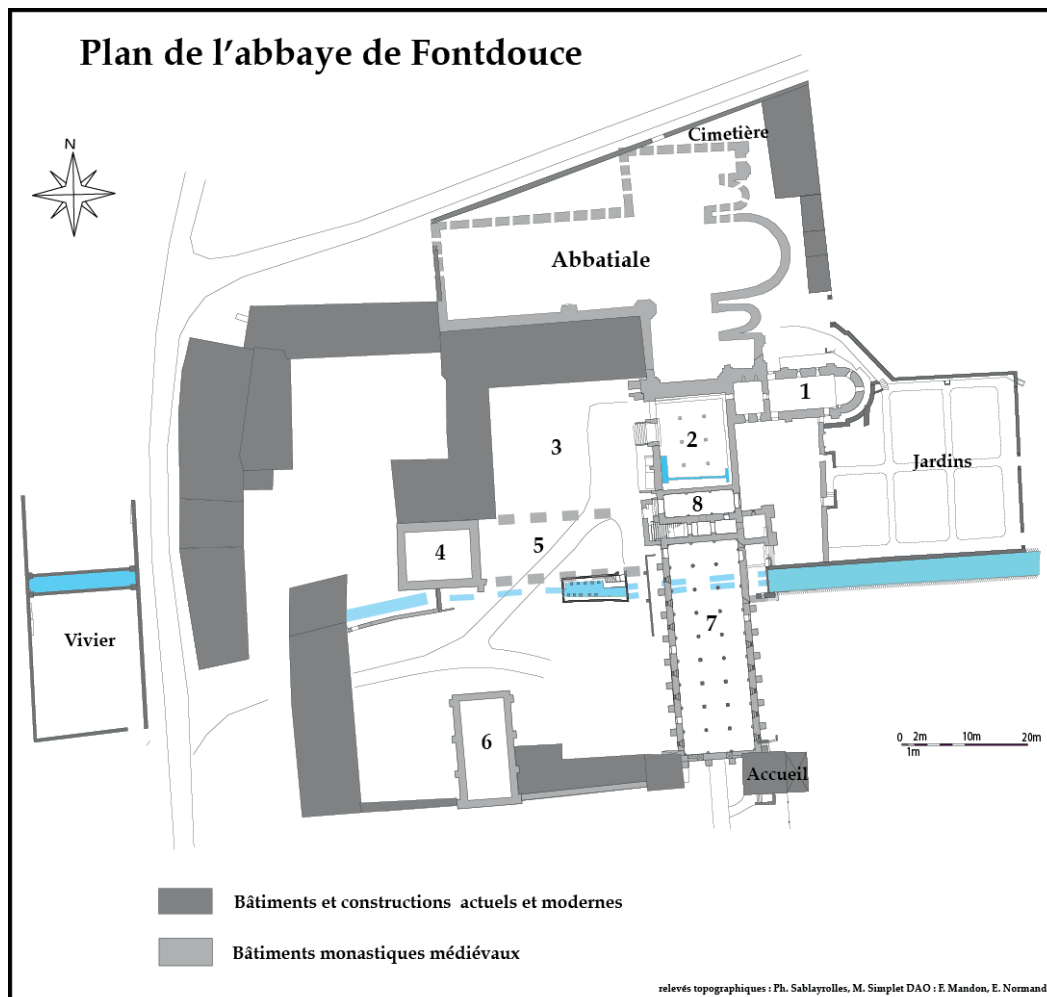 Plan de l'abbaye de Fontdouce
N
Cimetière
Abbatiale
1
2
3
Jardins
8
4
5
7
Vivier
6
0 2m 10m 20m
1m
Accueil
Bâtiments et constructions actuels et modernes
Bâtiments monastiques médiévaux
relevés topographiques : Ph. Sablayrolles, M. Simplet DAO : F. Mandon, E. Normand